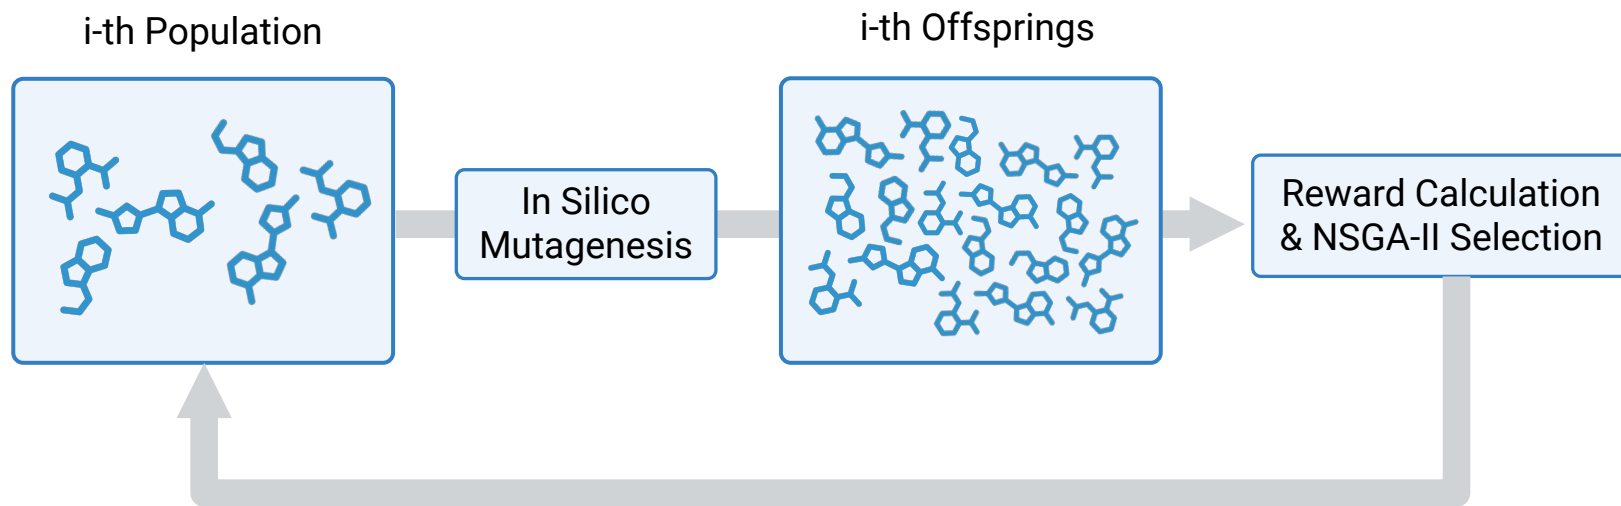 i-th Population
i-th Offsprings
In Silico
Mutagenesis
Reward Calculation
& NSGA-II Selection